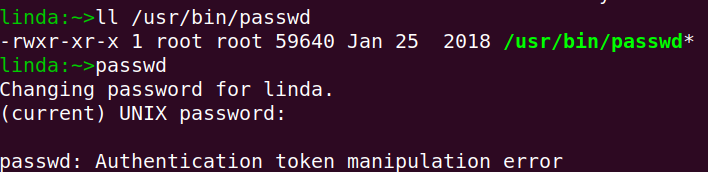 linda:~>ll /usr/bin/passwd
-rwxr-xr-x 1 root root 59640 Jan 25  2018 /usr/bin/passwd*
linda:~>passwd
Changing password for linda.
(current) UNIX password:
passwd: Authentication token manipulation error